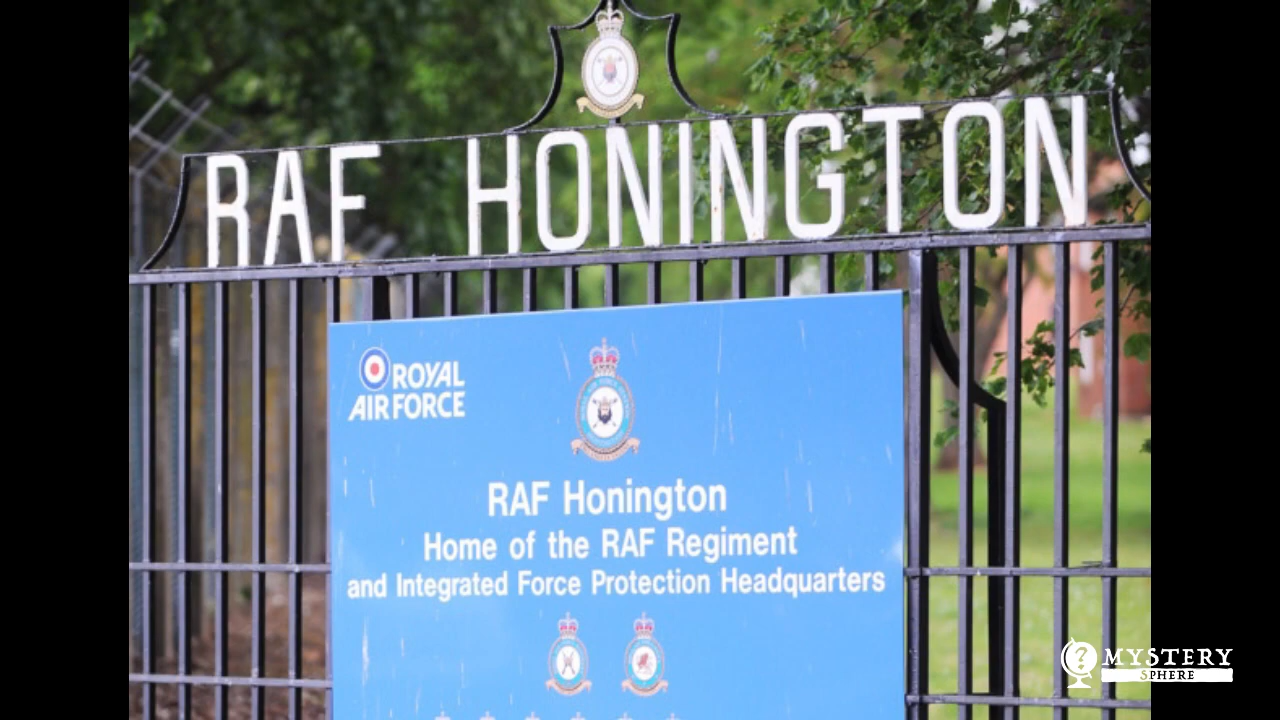 RAF HONINGTON
ROYAL
AIR FORCE
RAF Honington
Home of the RAF Regiment
and Integrated Force Protection Headquarters
MYSTERY
SPHERE